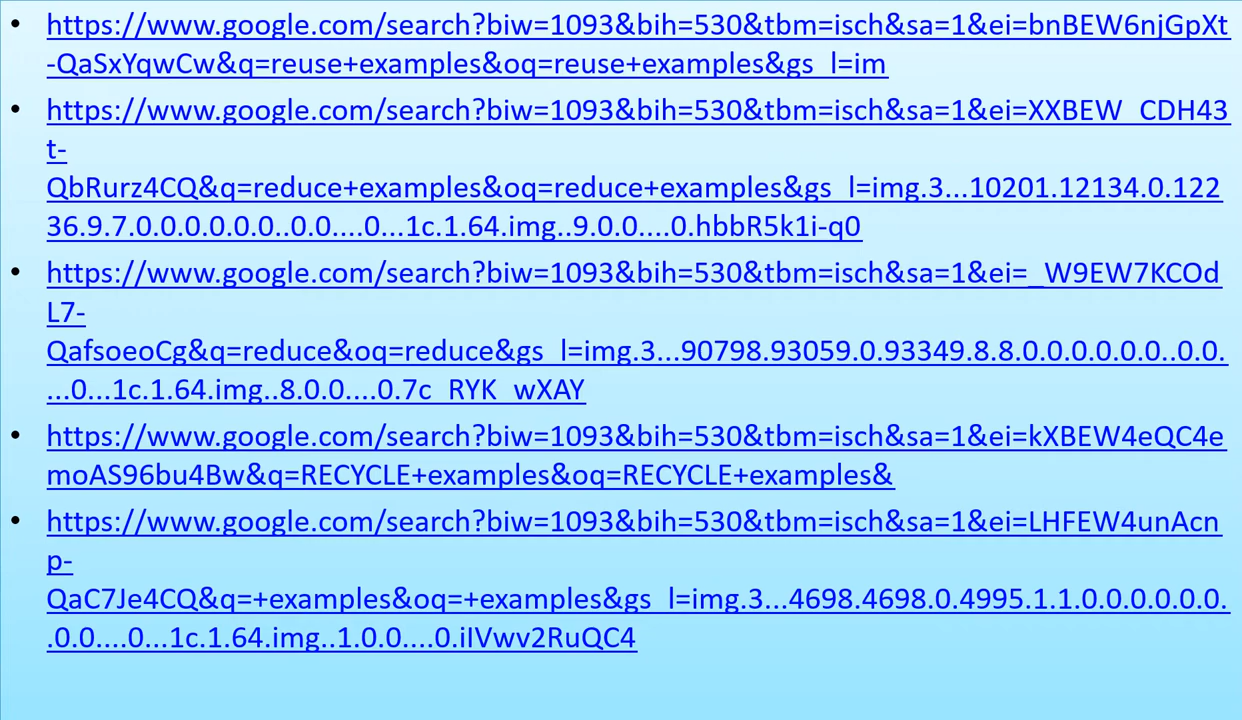 • https://www.google.com/search?biw=1093&bih=530&tbm=isch&sa=1&ei=bnBEW6njGpXt
-QaSxYqwCw&q=reuse+examples&oq=reuse+examples&gs_l=im
• https://www.google.com/search?biw=1093&bih=530&tbm=isch&sa=1&ei=XXBEW_CDH43
t-
QbRurz4CQ&q=reduce+examples&oq=reduce+examples&gs_l=img.3...10201.12134.0.122
36.9.7.0.0.0.0.0.0..0.0....0...1c.1.64.img..9.0.0....0.hbbR5k1i-q0
• https://www.google.com/search?biw=1093&bih=530&tbm=isch&sa=1&ei=_W9EW7KCOd
L7-
QafsoeoCg&q=reduce&oq=reduce&gs_l=img.3...90798.93059.0.93349.8.8.0.0.0.0.0.0..0.0.
...0...1c.1.64.img..8.0.0....0.7c_RYK_wXAY
• https://www.google.com/search?biw=1093&bih=530&tbm=isch&sa=1&ei=kXBEW4eQC4e
moAS96bu4Bw&q=RECYCLE+examples&oq=RECYCLE+examples&
• https://www.google.com/search?biw=1093&bih=530&tbm=isch&sa=1&ei=LHFEW4unAcn
p-
QaC7Je4CQ&q=+examples&oq=+examples&gs_l=img.3...4698.4698.0.4995.1.1.0.0.0.0.0.0.
.0.0....0...1c.1.64.img..1.0.0....0.iIVwv2RuQC4